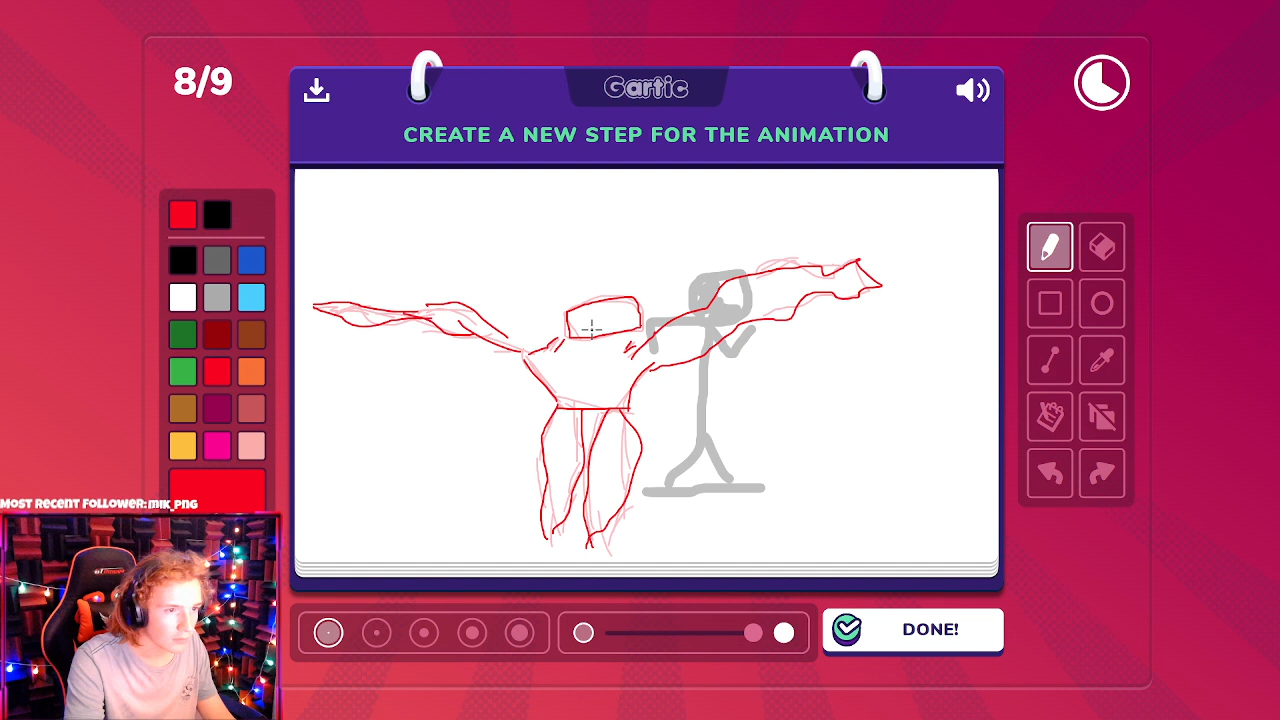 8/9
Gartic
CREATE A NEW STEP FOR THE ANIMATION
MOST RECENT FOLLOWER: mik_png
DONE!